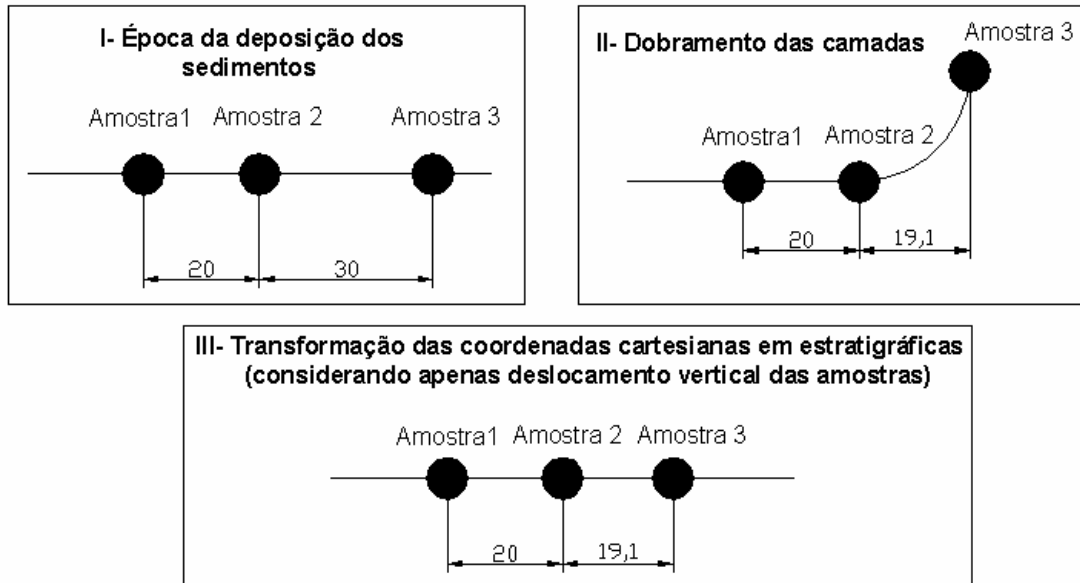 I- Época da deposição dos
sedimentos
Amostra1 Amostra 2 Amostra 3
20 30
II- Dobramento das camadas
Amostra 3
Amostra1 Amostra 2
20 19,1
III- Transformação das coordenadas cartesianas em estratigráficas
(considerando apenas deslocamento vertical das amostras)
Amostra1 Amostra 2 Amostra 3
20 19,1